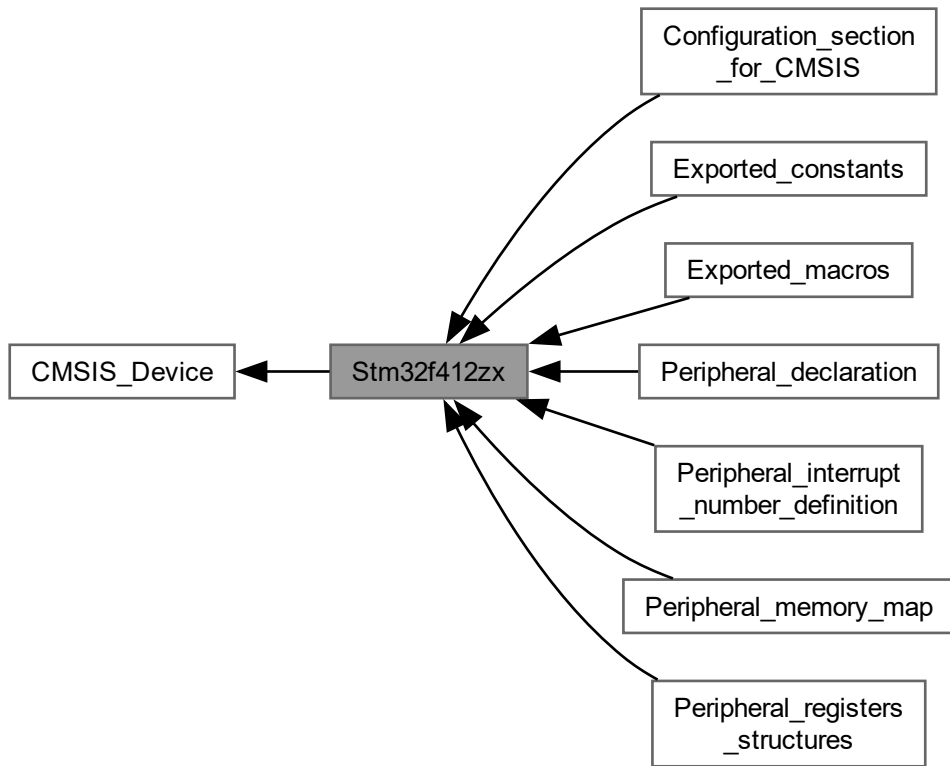 Configuration_section
_for_CMSIS
Exported_constants
Exported_macros
CMSIS_Device
Stm32f412zx
Peripheral_declaration
Peripheral_interrupt
_number_definition
Peripheral_memory_map
Peripheral_registers
_structures